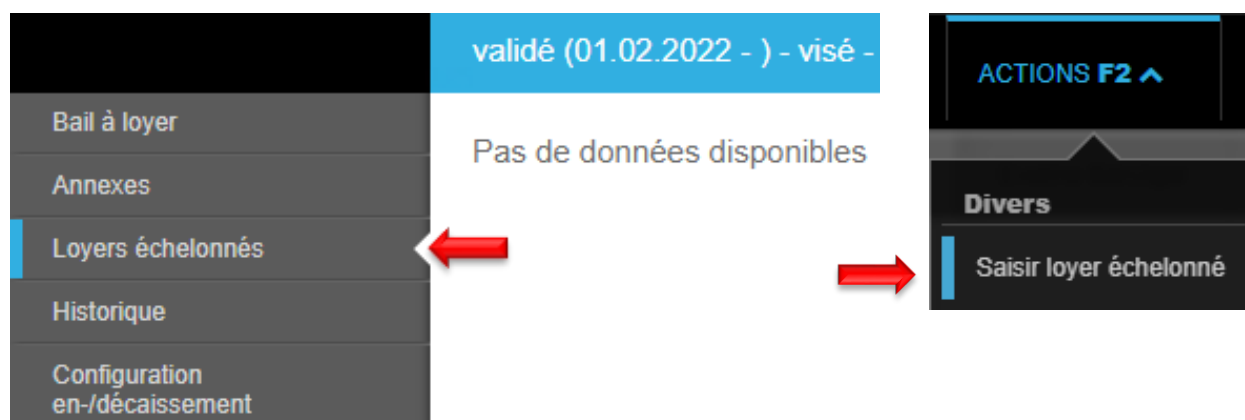 validé (01.02.2022 - ) - visé -
Bail à loyer
Annexes
Loyers échelonnés
Historique
Configuration
en-/décaissement
Pas de données disponibles
ACTIONS F2
Divers
Saisir loyer échelonné